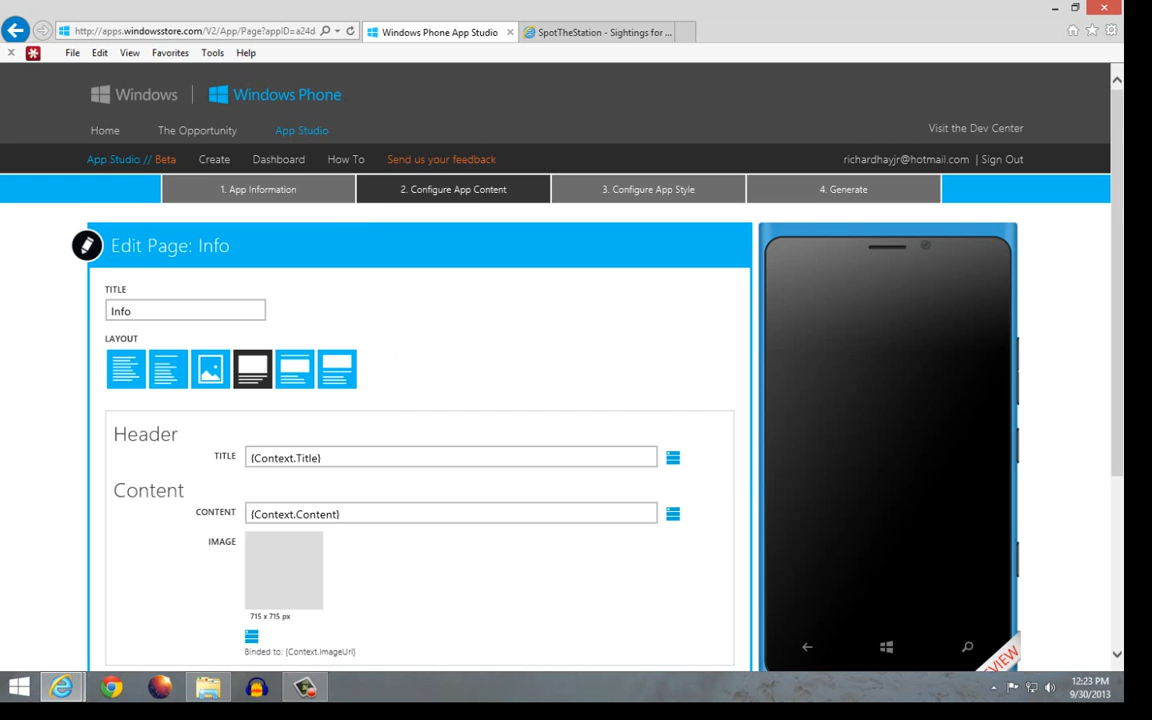 http://apps.windowsstore.com/V2/App/Page?appID=a24d
Windows Phone App Studio
SpotTheStation - Sightings for ...
File Edit View Favorites Tools Help
Windows | Windows Phone
Home The Opportunity App Studio
Visit the Dev Center
App Studio // Beta Create Dashboard How To Send us your feedback
richardhayjr@hotmail.com | Sign Out
1. App Information 2. Configure App Content 3. Configure App Style 4. Generate
Edit Page: Info
TITLE
Info
LAYOUT
Header
TITLE {Context.Title}
Content
CONTENT {Context.Content}
IMAGE
715 x 715 px
Binded to: {Context.ImageUrl}
12:23 PM
9/30/2013